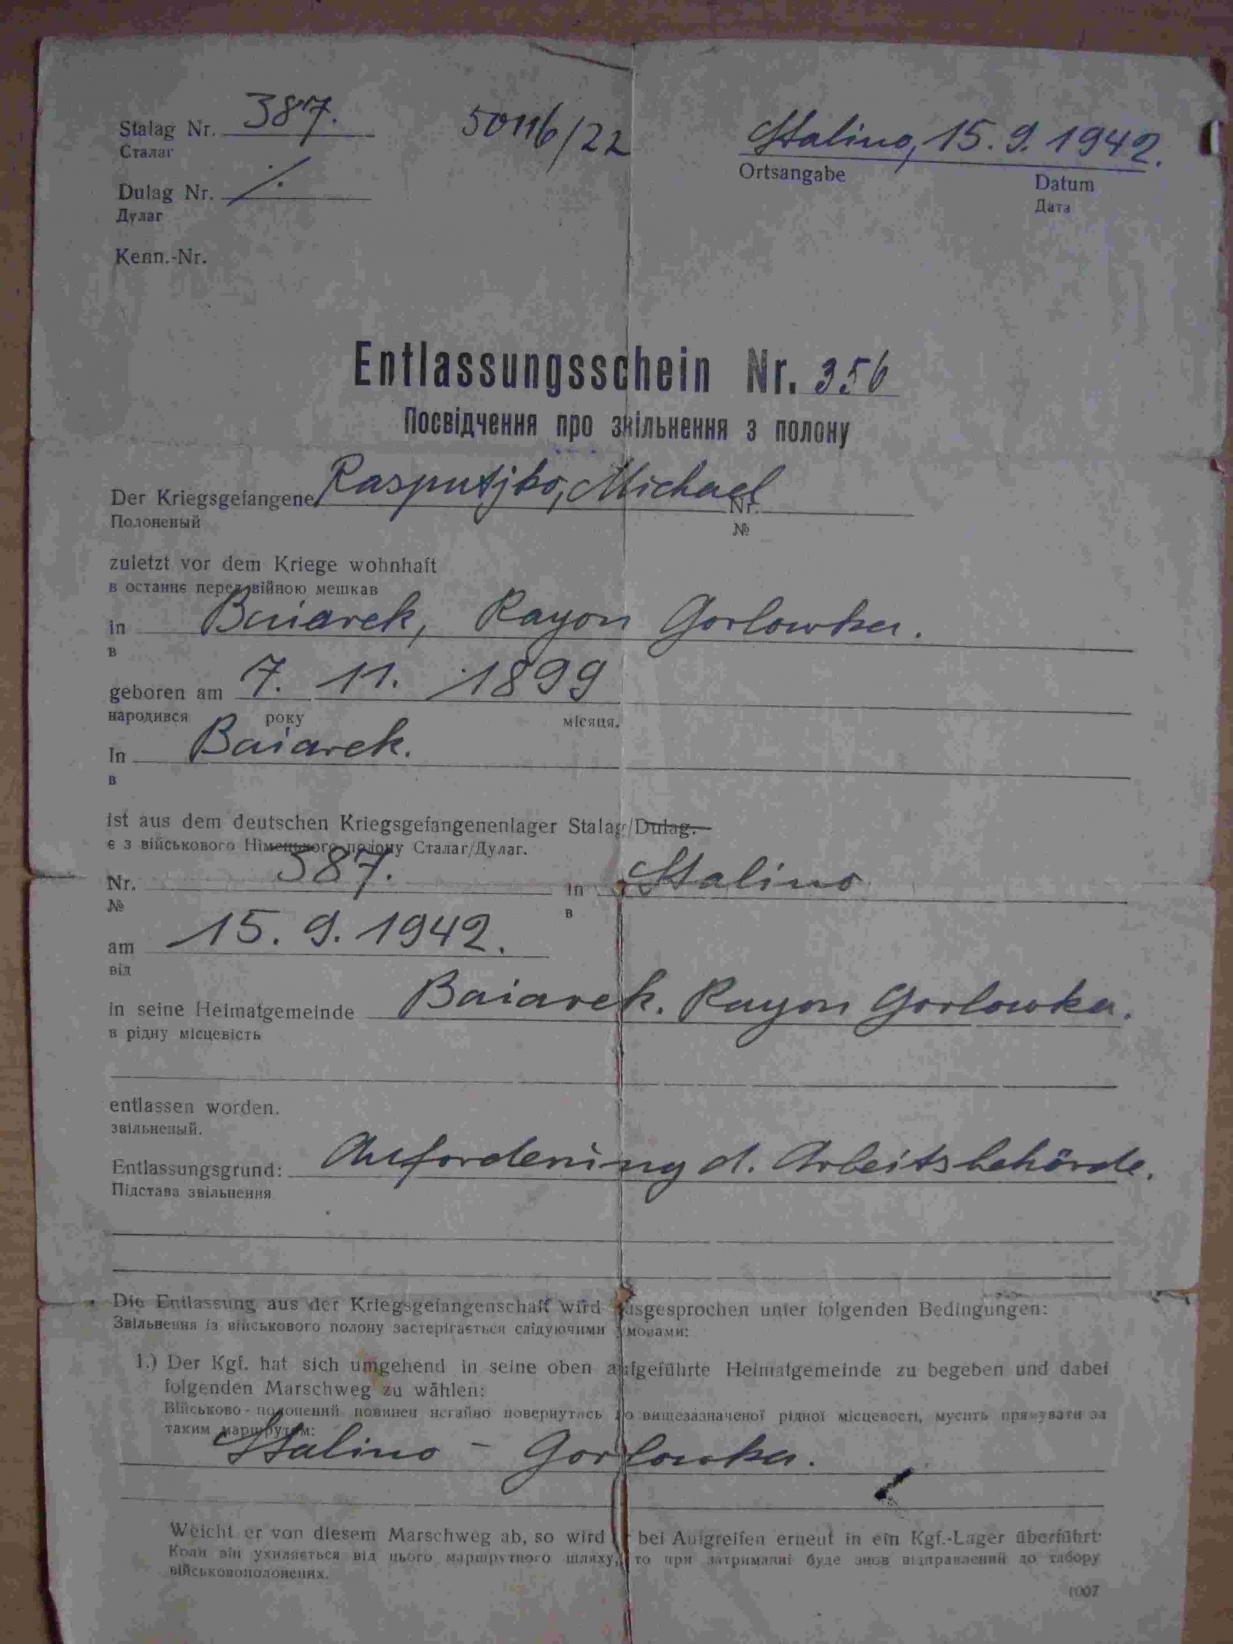 Stalag Nr. 387. 50116/22 Stalino, 15. 9. 1942.
Сталаг Ortsangabe Datum
Dulag Nr. ./. Дата
Дулаг
Kenn.-Nr.
Entlassungsschein Nr. 356
Посвідчення про звільнення з полону
Der Kriegsgefangene Rasputjko, Michael Nr.
Полоненый №
zuletzt vor dem Kriege wohnhaft
в останнє перед війною мешкав
in Baiarek, Rayon Gorlowka.
в
geboren am 7. 11. 1899
народився року місяця.
In Baiarek.
в
ist aus dem deutschen Kriegsgefangenenlager Stalag/Dulag.
є з військового Німецького полону Сталаг/Дулаг.
Nr. 387. in Stalino
№ в
am 15. 9. 1942.
від
in seine Heimatgemeinde Baiarek. Rayon Gorlowka.
в рідну місцевість
entlassen worden.
звільненый.
Entlassungsgrund: Anforderung d. Arbeitsbehörde.
Підстава звільнення
Die Entlassung aus der Kriegsgefangenschaft wird ausgesprochen unter folgenden Bedingungen:
Звільнення із військового полону застерігається слідуючими умовами:
1.) Der Kgf. hat sich umgehend in seine oben aufgeführte Heimatgemeinde zu begeben und dabei
folgenden Marschweg zu wählen:
Військово-полонений повинен негайно повернутись до вищезазначеної рідної місцевості, мусить прямувати за
таким маршрутом:
Stalino - Gorlowka.
Weicht er von diesem Marschweg ab, so wird er bei Aufgreifen erneut in ein Kgf.-Lager überführt:
Коли він ухиляється від цього маршрутного шляху, то при затриманні буде знов відправлений до табору
військовополонених.
1007